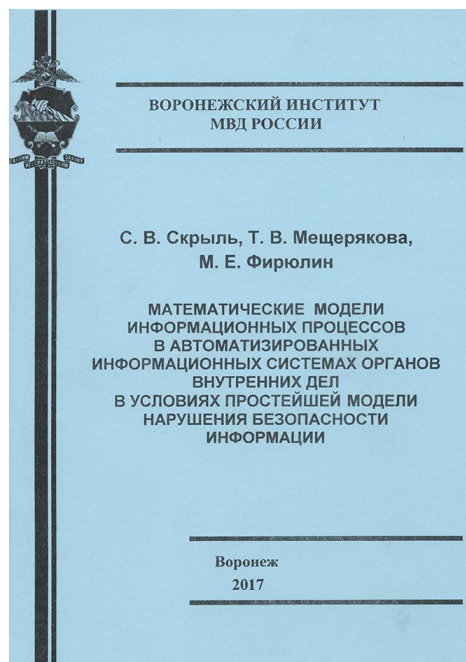 ВОРОНЕЖСКИЙ ИНСТИТУТ
МВД РОССИИ
С. В. Скрыль, Т. В. Мещерякова,
М. Е. Фирюлин
МАТЕМАТИЧЕСКИЕ МОДЕЛИ
ИНФОРМАЦИОННЫХ ПРОЦЕССОВ
В АВТОМАТИЗИРОВАННЫХ
ИНФОРМАЦИОННЫХ СИСТЕМАХ ОРГАНОВ
ВНУТРЕННИХ ДЕЛ
В УСЛОВИЯХ ПРОСТЕЙШЕЙ МОДЕЛИ
НАРУШЕНИЯ БЕЗОПАСНОСТИ
ИНФОРМАЦИИ
Воронеж
2017